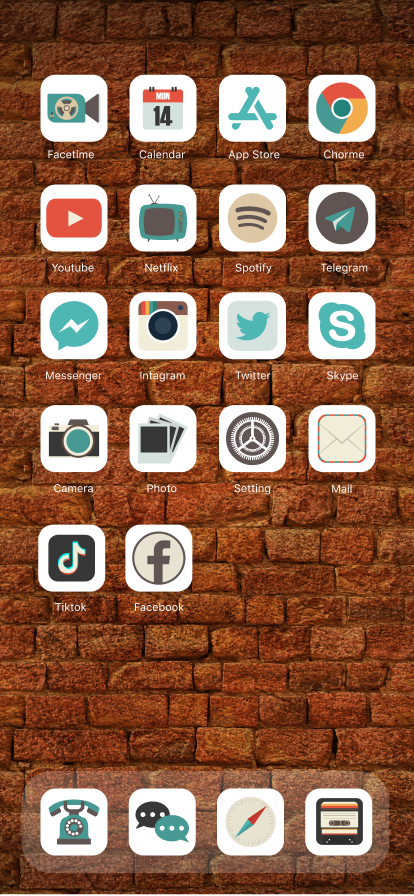 MON
14
Facetime
Calendar
App Store
Chorme
Youtube
Netflix
Spotify
Telegram
Messenger
Intagram
Twitter
Skype
Camera
Photo
Setting
Mail
Tiktok
Facebook